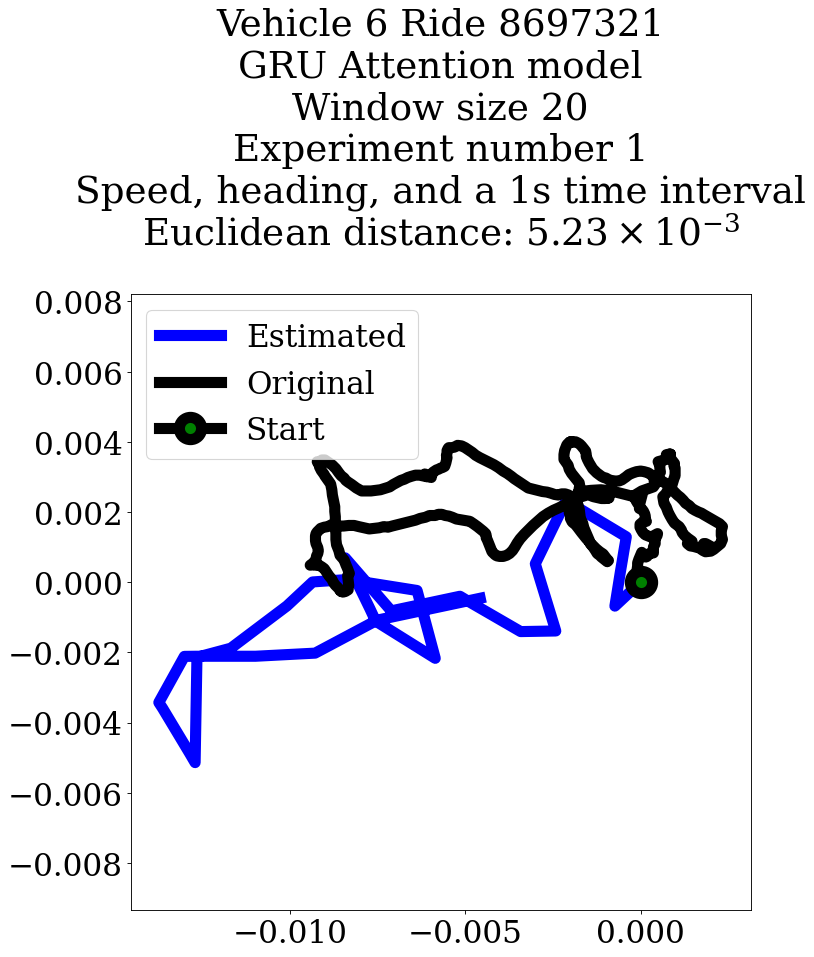 Vehicle 6 Ride 8697321
GRU Attention model
Window size 20
Experiment number 1
Speed, heading, and a 1s time interval
Euclidean distance: 5.23 × 10⁻³
Estimated
Original
Start
0.008
0.006
0.004
0.002
0.000
−0.002
−0.004
−0.006
−0.008
−0.010 −0.005 0.000